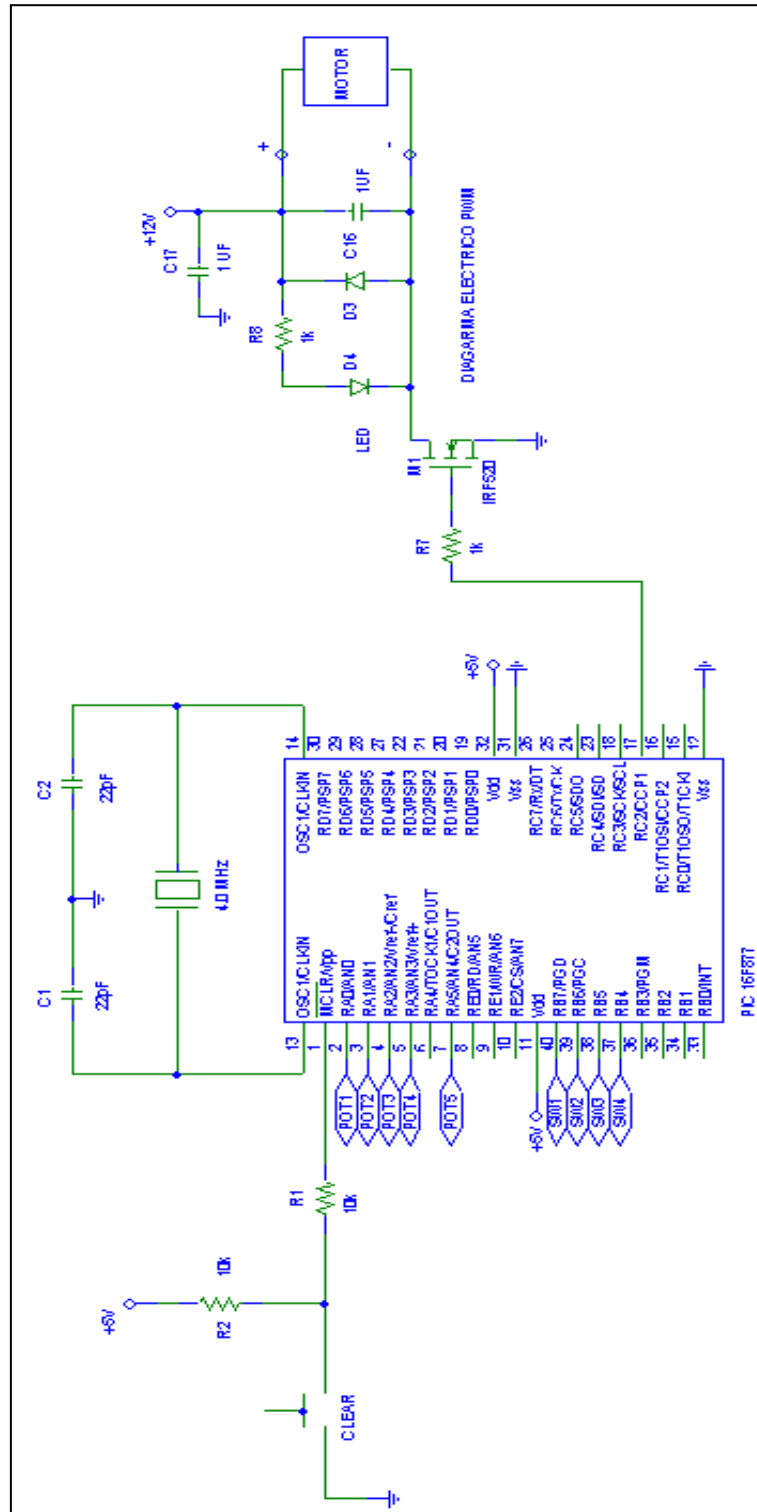 +5V
R2
10k
CLEAR
R1
10k
C1
22pF
C2
22pF
4.0 MHZ
13 OSC1/CLKIN
1 MCLR/Vpp
2 RA0/AN0
3 RA1/AN1
4 RA2/AN2/Vref-/Cref
5 RA3/AN3/Vref+
6 RA4/TOCK1/C1OUT
7 RA5/AN4/C2OUT
8 RE0/RD/AN5
9 RE1/WR/AN6
10 RE2/CS/AN7
11 Vdd
40 RB7/PGD
39 RB6/PGC
38 RB5
37 RB4
36 RB3/PGM
35 RB2
34 RB1
33 RB0/INT
POT1
POT2
POT3
POT4
POT5
+5V
SW1
SW2
SW3
SW4
OSC1/CLKIN 14
RD7/PSP7 30
RD6/PSP6 29
RD5/PSP5 28
RD4/PSP4 27
RD3/PSP3 22
RD2/PSP2 21
RD1/PSP1 20
RD0/PSP0 19
Vdd 32
Vss 31
RC7/RX/DT 26
RC6/TX/CK 25
RC5/SDO 24
RC4/SDI/SD 23
RC3/SCK/SCL 18
RC2/CCP1 17
RC1/T1OSI/CCP2 16
RC0/T1OSO/T1CKI 15
Vss 12
PIC 16F877
+5V
R7
1k
M1
IRF520
LED
D4
R8
1k
D3
C16
1UF
C17
1UF
+12V
+
-
MOTOR
DIAGARMA ELECTRICO PWM